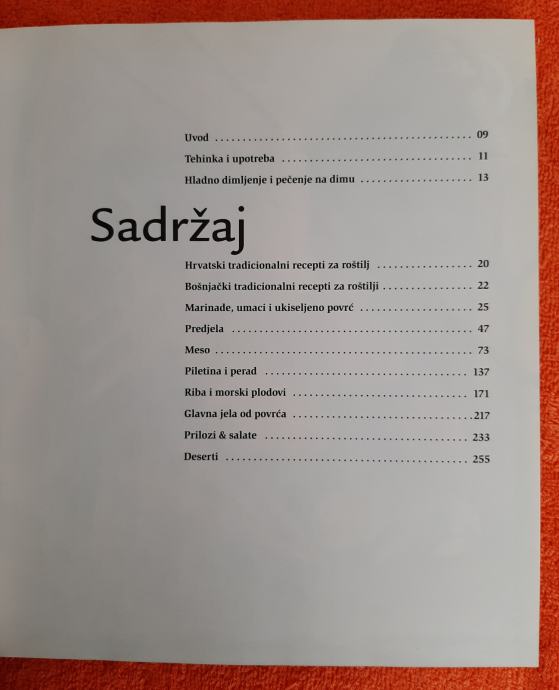 Uvod ........................................ 09
Tehinka i upotreba ........................................ 11
Hladno dimljenje i pečenje na dimu ........................................ 13
Sadržaj
Hrvatski tradicionalni recepti za roštilj ........................................ 20
Bošnjački tradicionalni recepti za roštilji ........................................ 22
Marinade, umaci i ukiseljeno povrć ........................................ 25
Predjela ........................................ 47
Meso ........................................ 73
Piletina i perad ........................................ 137
Riba i morski plodovi ........................................ 171
Glavna jela od povrća ........................................ 217
Prilozi & salate ........................................ 233
Deserti ........................................ 255